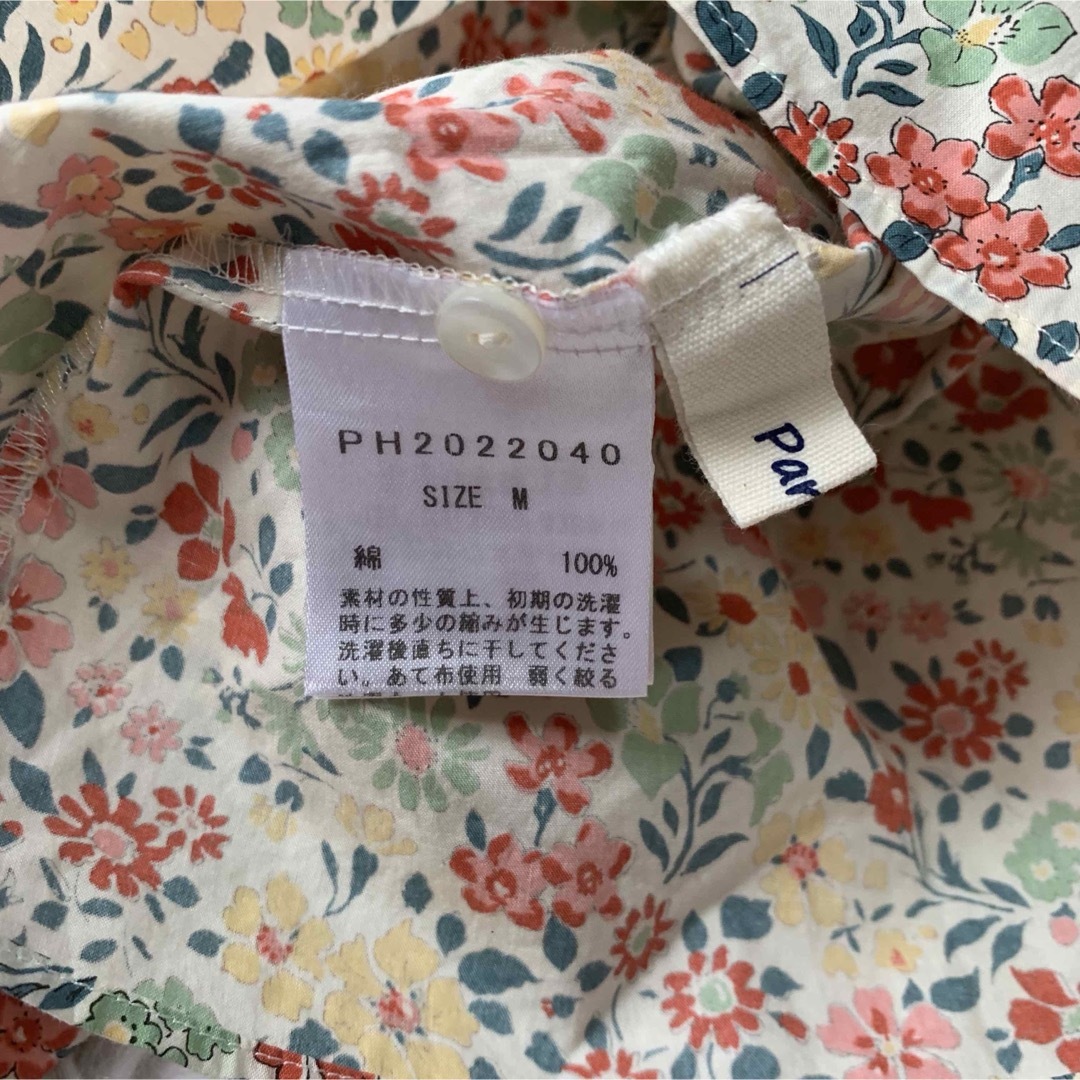 PH2022040
SIZE M
綿 100%
素材の性質上、初期の洗濯
時に多少の縮みが生じます。
洗濯後直ちに干してくださ
い。あて布使用 弱く絞る
Par